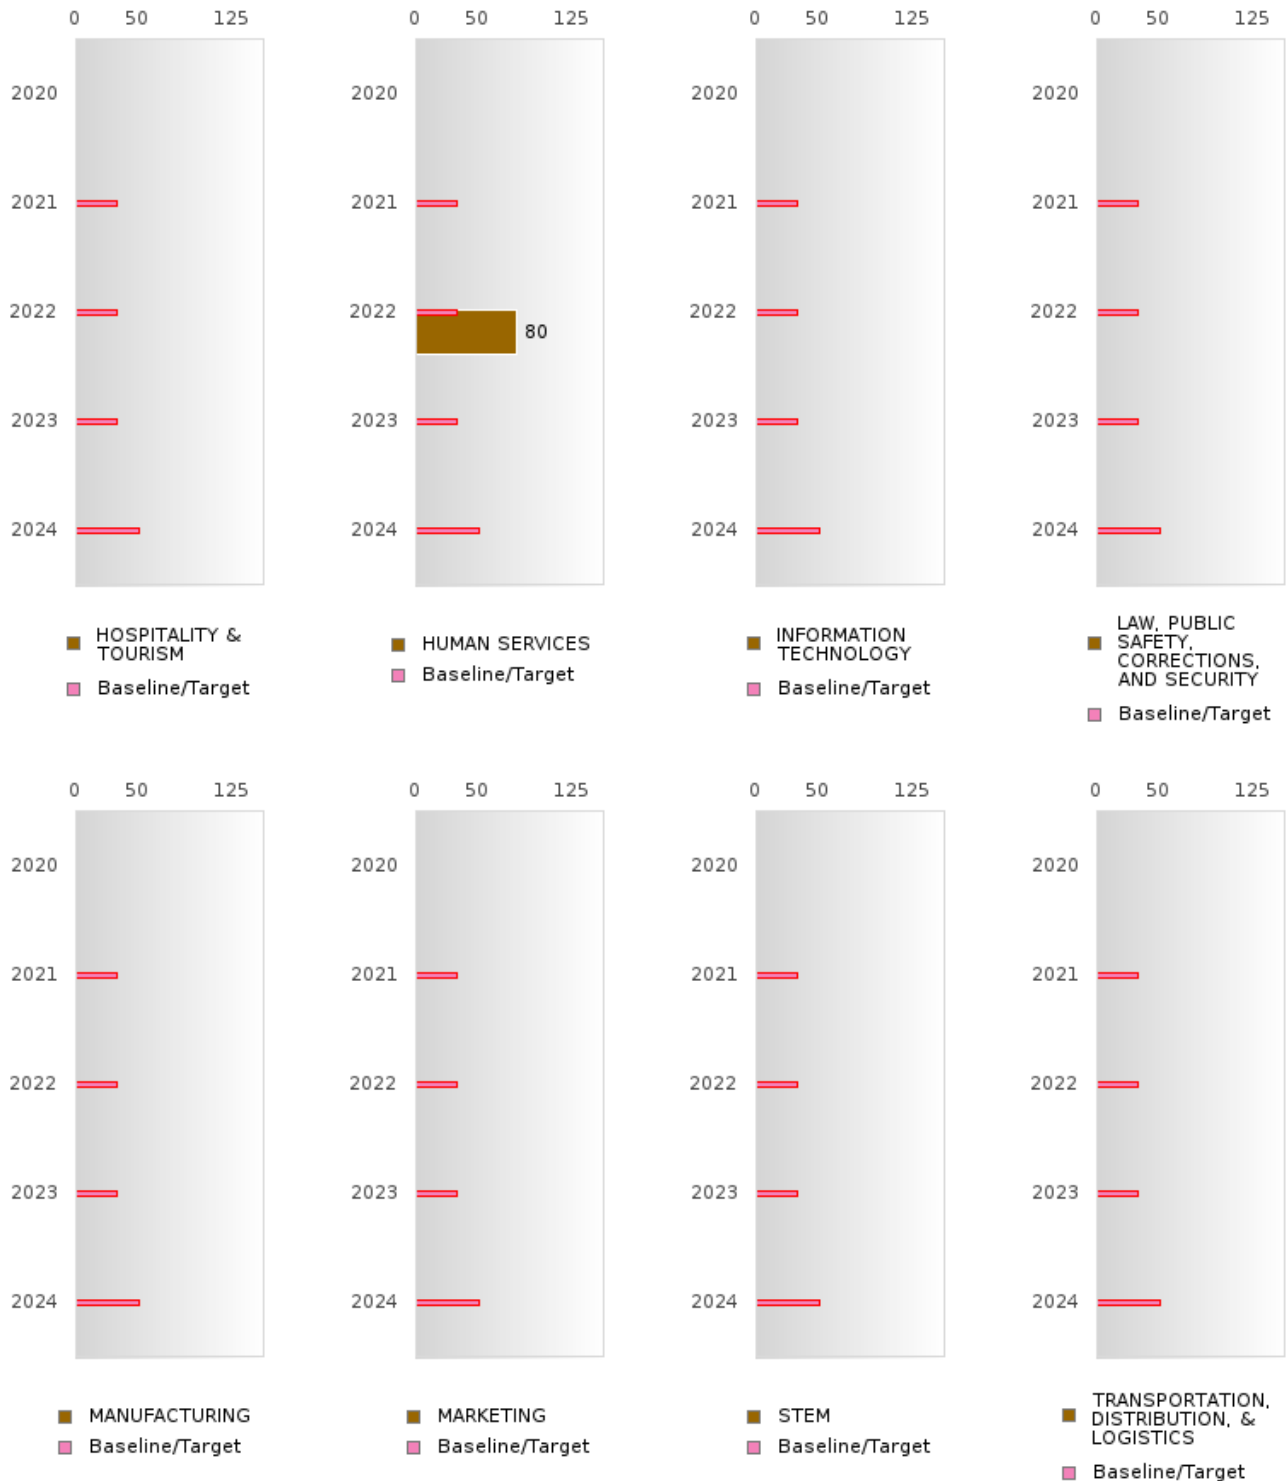 0 50 125
0 50 125
0 50 125
0 50 125
2020
2021
2022
2023
2024
2020
2021
2022
80
2023
2024
2020
2021
2022
2023
2024
2020
2021
2022
2023
2024
HOSPITALITY &
TOURISM
Baseline/Target
HUMAN SERVICES
Baseline/Target
INFORMATION
TECHNOLOGY
Baseline/Target
LAW, PUBLIC
SAFETY,
CORRECTIONS,
AND SECURITY
Baseline/Target
0 50 125
0 50 125
0 50 125
0 50 125
2020
2021
2022
2023
2024
2020
2021
2022
2023
2024
2020
2021
2022
2023
2024
2020
2021
2022
2023
2024
MANUFACTURING
Baseline/Target
MARKETING
Baseline/Target
STEM
Baseline/Target
TRANSPORTATION,
DISTRIBUTION, &
LOGISTICS
Baseline/Target